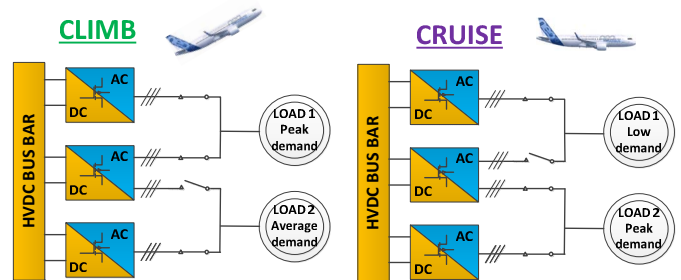 CLIMB
HVDC BUS BAR
AC
DC
AC
DC
AC
DC
LOAD 1
Peak
demand
LOAD 2
Average
demand
CRUISE
HVDC BUS BAR
AC
DC
AC
DC
AC
DC
LOAD 1
Low
demand
LOAD 2
Peak
demand